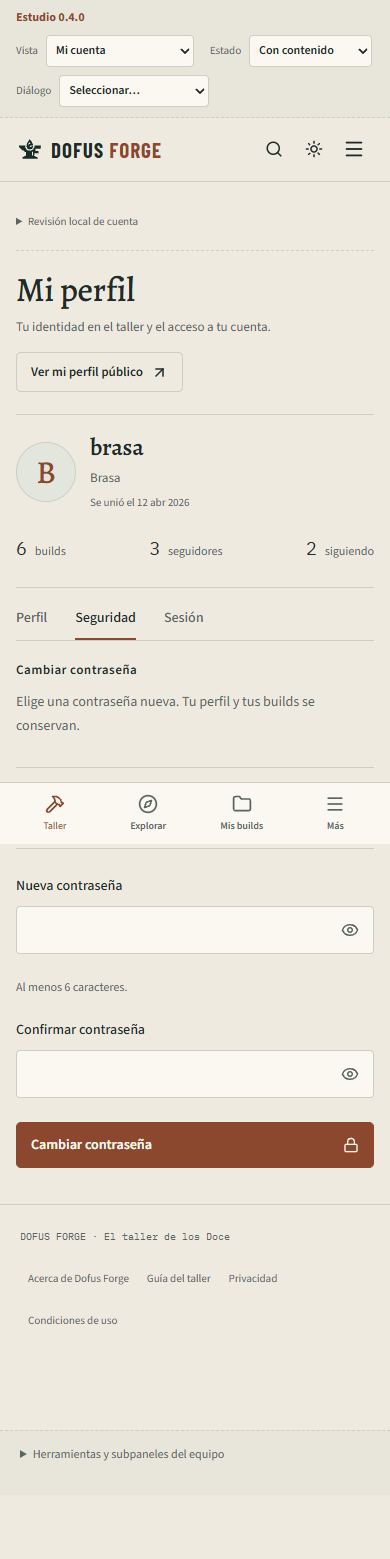 Estudio 0.4.0
Vista Mi cuenta Estado Con contenido
Diálogo Seleccionar...
DOFUS FORGE
Revisión local de cuenta
Mi perfil
Tu identidad en el taller y el acceso a tu cuenta.
Ver mi perfil público
B
brasa
Brasa
Se unió el 12 abr 2026
6 builds 3 seguidores 2 siguiendo
Perfil Seguridad Sesión
Cambiar contraseña
Elige una contraseña nueva. Tu perfil y tus builds se
conservan.
Taller Explorar Mis builds Más
Nueva contraseña
Al menos 6 caracteres.
Confirmar contraseña
Cambiar contraseña
DOFUS FORGE · El taller de los Doce
Acerca de Dofus Forge Guía del taller Privacidad
Condiciones de uso
Herramientas y subpaneles del equipo